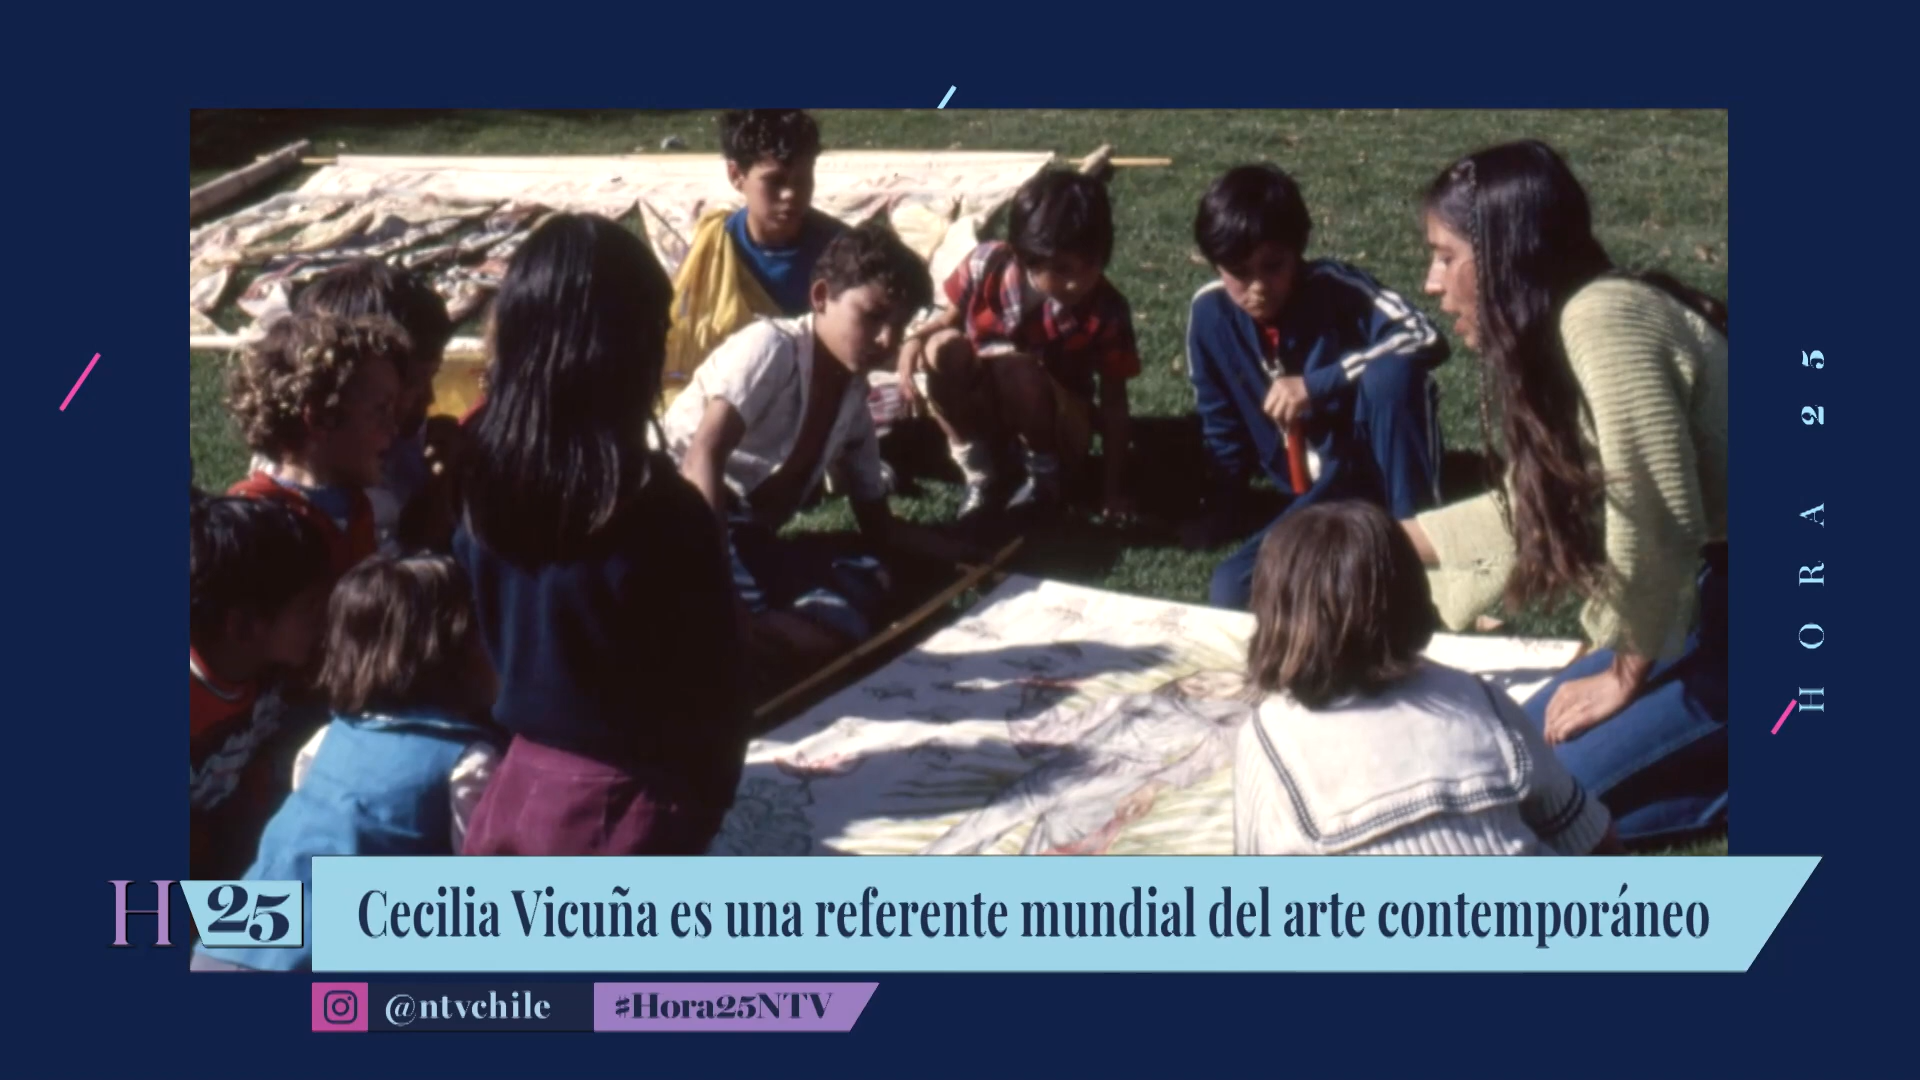 HORA 25
H25
Cecilia Vicuña es una referente mundial del arte contemporáneo
@ntvchile
#Hora25NTV